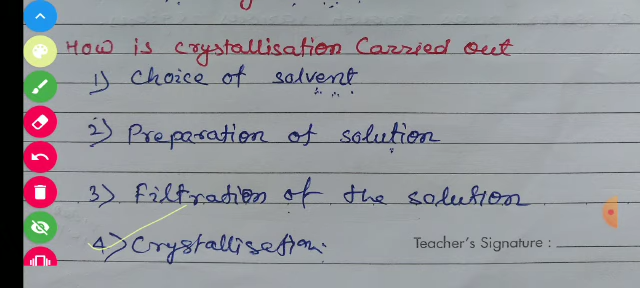 How is crystallisation Carried out
1) Choice of solvent
2) Preparation of solution
3) Filtration of the solution
4) Crystallisation.
Teacher's Signature :